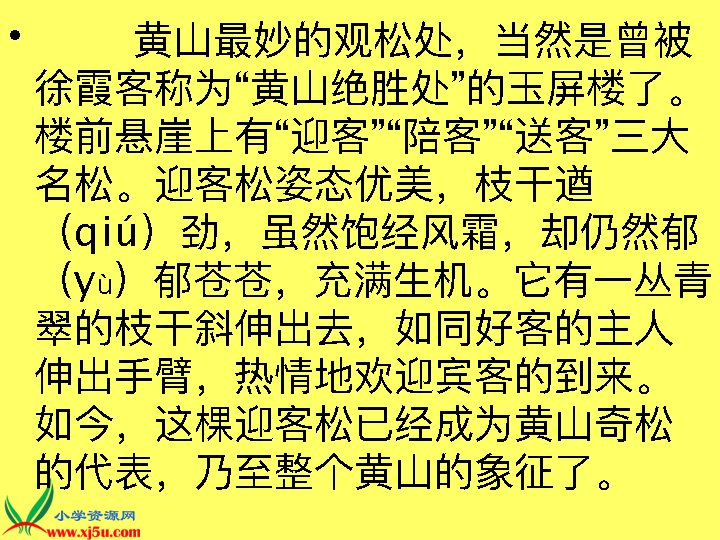 • 黄山最妙的观松处，当然是曾被
徐霞客称为“黄山绝胜处”的玉屏楼了。
楼前悬崖上有“迎客”“陪客”“送客”三大
名松。迎客松姿态优美，枝干遒
（qiú）劲，虽然饱经风霜，却仍然郁
（yù）郁苍苍，充满生机。它有一丛青
翠的枝干斜伸出去，如同好客的主人
伸出手臂，热情地欢迎宾客的到来。
如今，这棵迎客松已经成为黄山奇松
的代表，乃至整个黄山的象征了。
小学资源网
www.xj5u.com